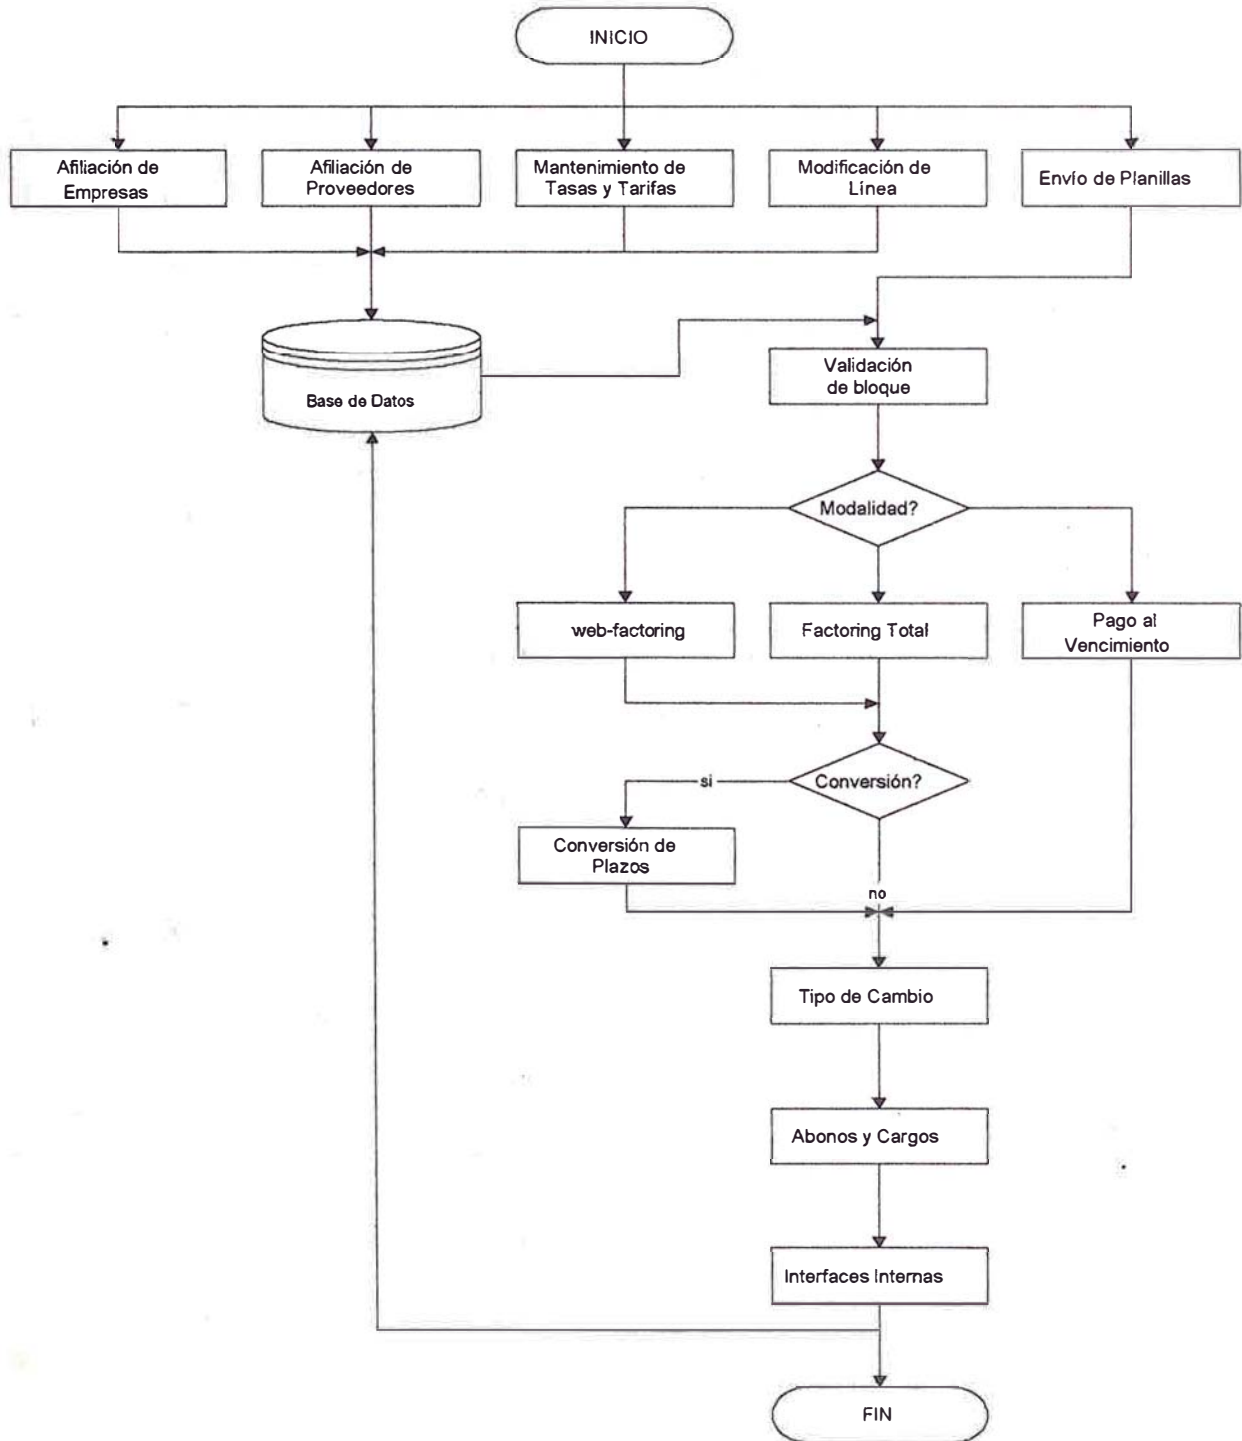 INICIO
Afiliación de
Empresas
Afiliación de
Proveedores
Mantenimiento de
Tasas y Tarifas
Modificación de
Línea
Envío de Planillas
Base de Datos
Validación
de bloque
Modalidad?
web-factoring
Factoring Total
Pago al
Vencimiento
Conversión?
si
Conversión de
Plazos
no
Tipo de Cambio
Abonos y Cargos
Interfaces Internas
FIN